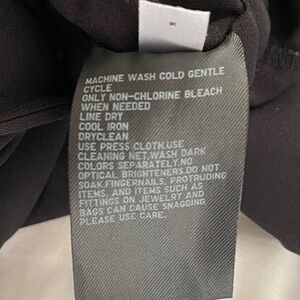 MACHINE WASH COLD GENTLE
CYCLE
ONLY NON-CHLORINE BLEACH
WHEN NEEDED
LINE DRY
COOL IRON
DRYCLEAN
USE PRESS CLOTH.USE
CLEANING NET.WASH DARK
COLORS SEPARATELY.NO
OPTICAL BRIGHTENERS.DO NOT
SOAK.FINGERNAILS, PROTRUDING
ITEMS, AND ITEMS SUCH AS
FITTINGS ON JEWELRY AND
BAGS CAN CAUSE SNAGGING.
PLEASE USE CARE.